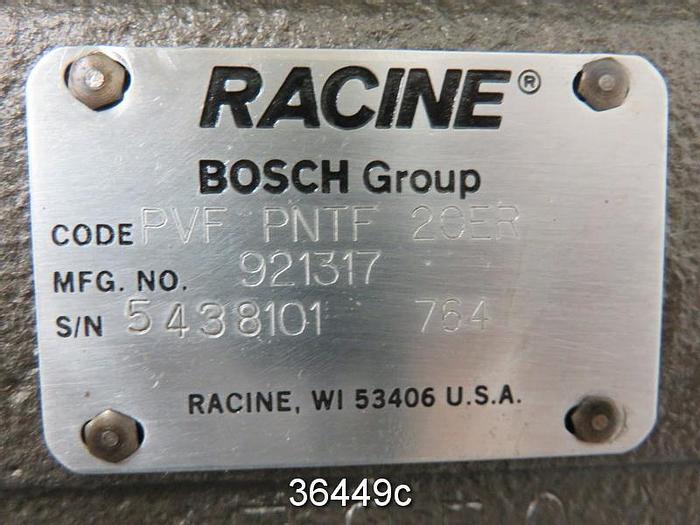 RACINE®
BOSCH Group
CODE PVF PNTF 20ER
MFG. NO. 921317
S/N 5438101 764
RACINE, WI 53406 U.S.A.
36449c